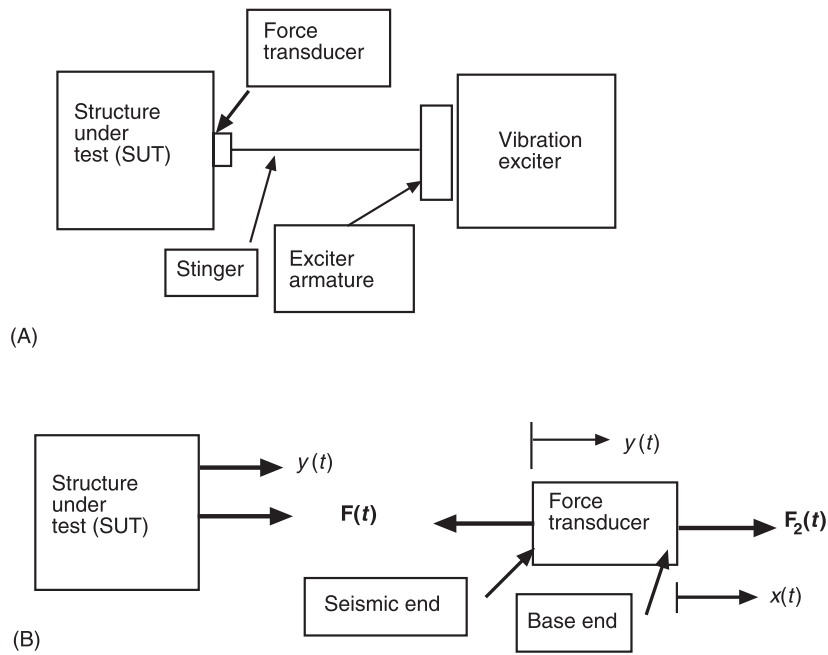 Force
transducer
Structure
under
test (SUT)
Vibration
exciter
Stinger
Exciter
armature
(A)
y(t)
Structure
under
test (SUT)
F(t)
y(t)
Force
transducer
F₂(t)
Seismic end
Base end
x(t)
(B)